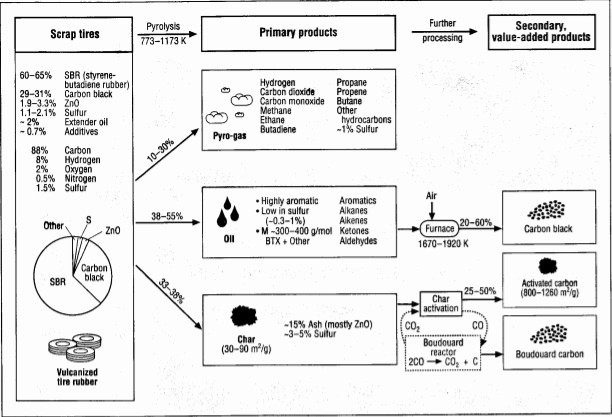 Scrap tires
Pyrolysis
773–1173 K
Primary products
Further
processing
Secondary,
value-added products
60–65% SBR (styrene-
butadiene rubber)
29–31% Carbon black
1.9–3.3% ZnO
1.1–2.1% Sulfur
~ 2% Extender oil
~ 0.7% Additives
88% Carbon
8% Hydrogen
2% Oxygen
0.5% Nitrogen
1.5% Sulfur
Other
S
ZnO
SBR
Carbon
black
Vulcanized
tire rubber
10–30%
Pyro-gas
Hydrogen
Carbon dioxide
Carbon monoxide
Methane
Ethane
Butadiene
Propane
Propene
Butane
Other
hydrocarbons
~1% Sulfur
38–55%
Oil
• Highly aromatic
• Low in sulfur
(~0.3–1%)
• M ~300–400 g/mol
BTX + Other
Aromatics
Alkanes
Alkenes
Ketones
Aldehydes
Air
Furnace
1670–1920 K
20–60%
Carbon black
33–38%
Char
(30–90 m²/g)
~15% Ash (mostly ZnO)
~3–5% Sulfur
Char
activation
25–50%
Activated carbon
(800–1260 m²/g)
CO₂
CO
Boudouard
reactor
2CO → CO₂ + C
Boudouard carbon